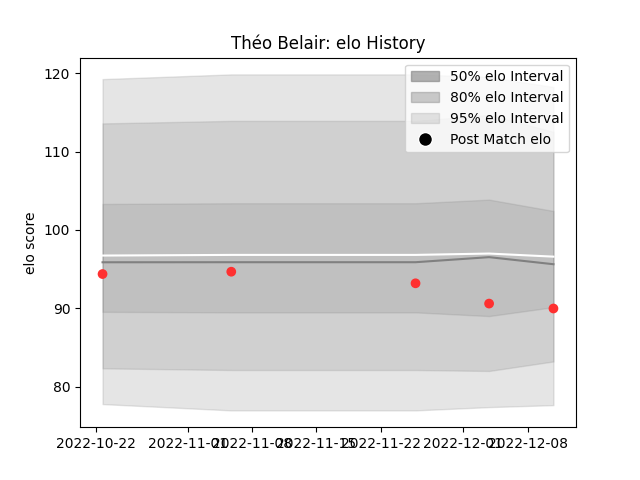 Théo Belair: elo History
50% elo Interval
80% elo Interval
95% elo Interval
Post Match elo
elo score
120
110
100
90
80
2022-10-22 2022-11-01 2022-11-08 2022-11-15 2022-11-22 2022-12-01 2022-12-08